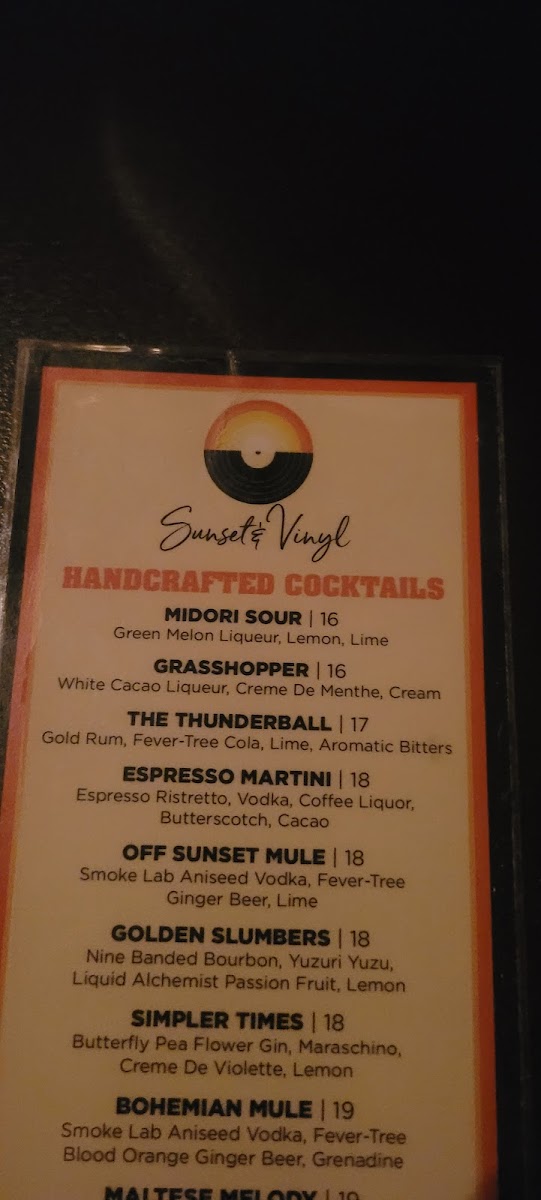 Sunset & Vinyl
HANDCRAFTED COCKTAILS
MIDORI SOUR | 16
Green Melon Liqueur, Lemon, Lime
GRASSHOPPER | 16
White Cacao Liqueur, Creme De Menthe, Cream
THE THUNDERBALL | 17
Gold Rum, Fever-Tree Cola, Lime, Aromatic Bitters
ESPRESSO MARTINI | 18
Espresso Ristretto, Vodka, Coffee Liquor,
Butterscotch, Cacao
OFF SUNSET MULE | 18
Smoke Lab Aniseed Vodka, Fever-Tree
Ginger Beer, Lime
GOLDEN SLUMBERS | 18
Nine Banded Bourbon, Yuzuri Yuzu,
Liquid Alchemist Passion Fruit, Lemon
SIMPLER TIMES | 18
Butterfly Pea Flower Gin, Maraschino,
Creme De Violette, Lemon
BOHEMIAN MULE | 19
Smoke Lab Aniseed Vodka, Fever-Tree
Blood Orange Ginger Beer, Grenadine
MALTESE MELODY | 19